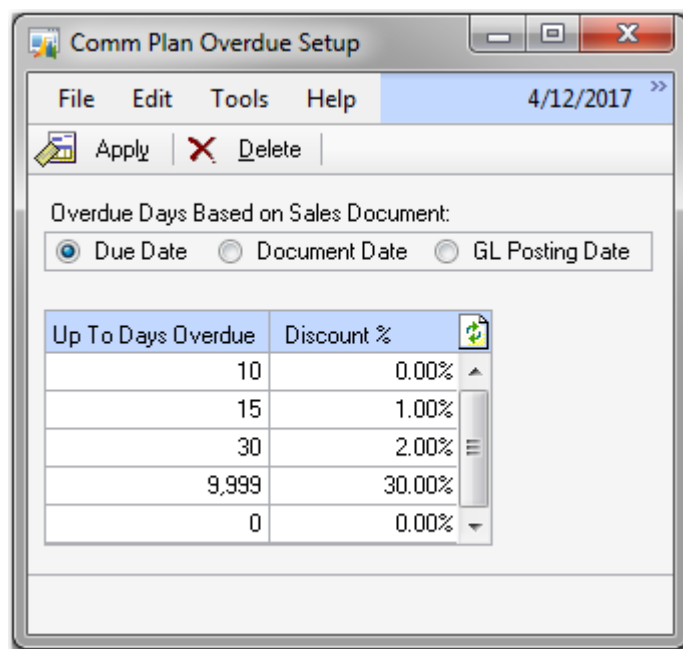 Comm Plan Overdue Setup
File Edit Tools Help 4/12/2017 »
Apply Delete
Overdue Days Based on Sales Document:
Due Date Document Date GL Posting Date
Up To Days Overdue Discount %
10 0.00%
15 1.00%
30 2.00%
9,999 30.00%
0 0.00%